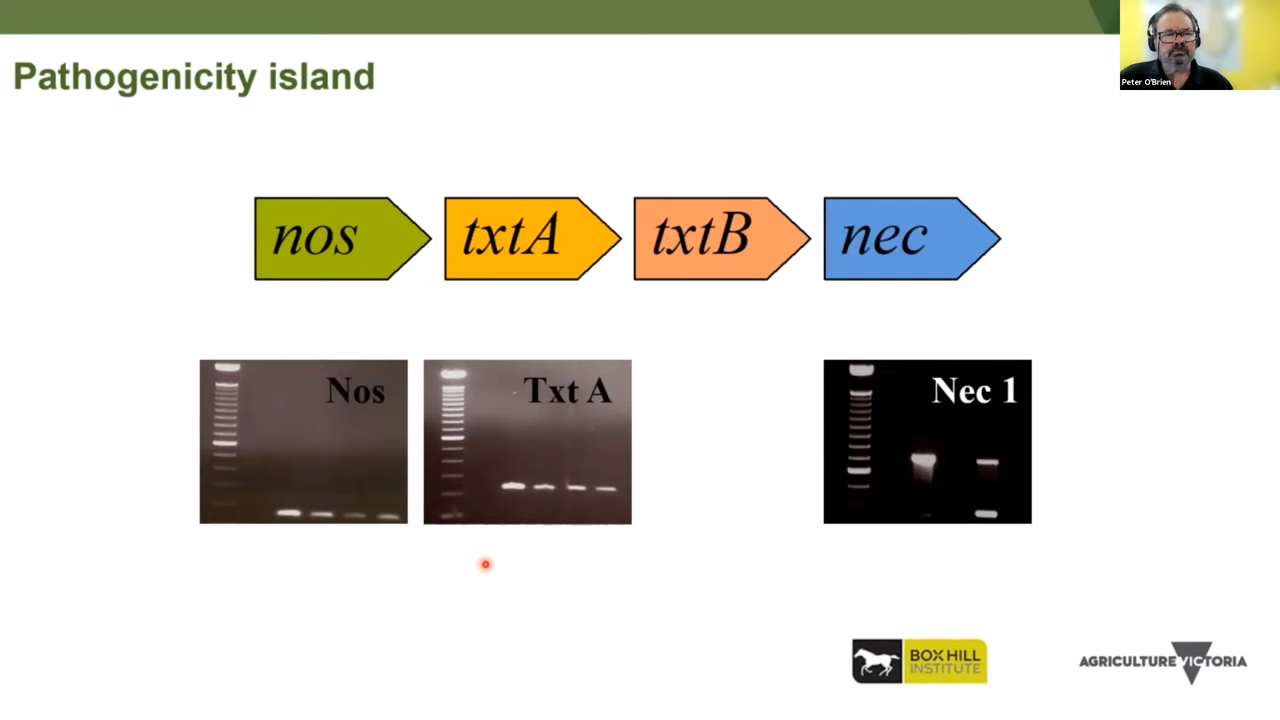 Pathogenicity island
Peter O'Brien
nos
txtA
txtB
nec
Nos
Txt A
Nec 1
BOX HILL
INSTITUTE
AGRICULTURE VICTORIA